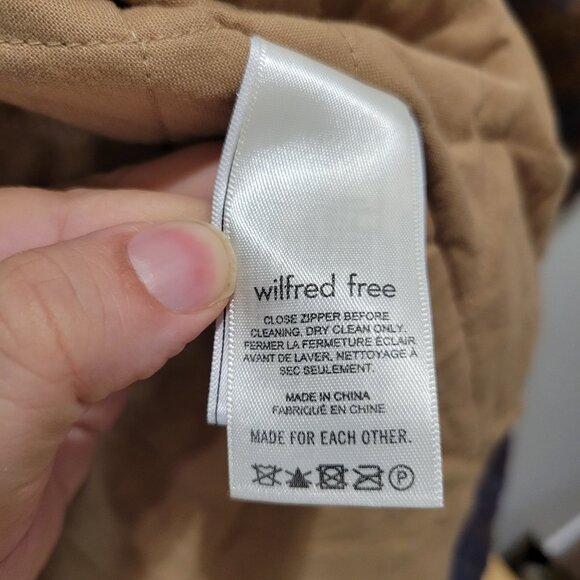 wilfred free
CLOSE ZIPPER BEFORE
CLEANING. DRY CLEAN ONLY.
FERMER LA FERMETURE ÉCLAIR
AVANT DE LAVER. NETTOYAGE À
SEC SEULEMENT.
MADE IN CHINA
FABRIQUÉ EN CHINE
MADE FOR EACH OTHER.
P